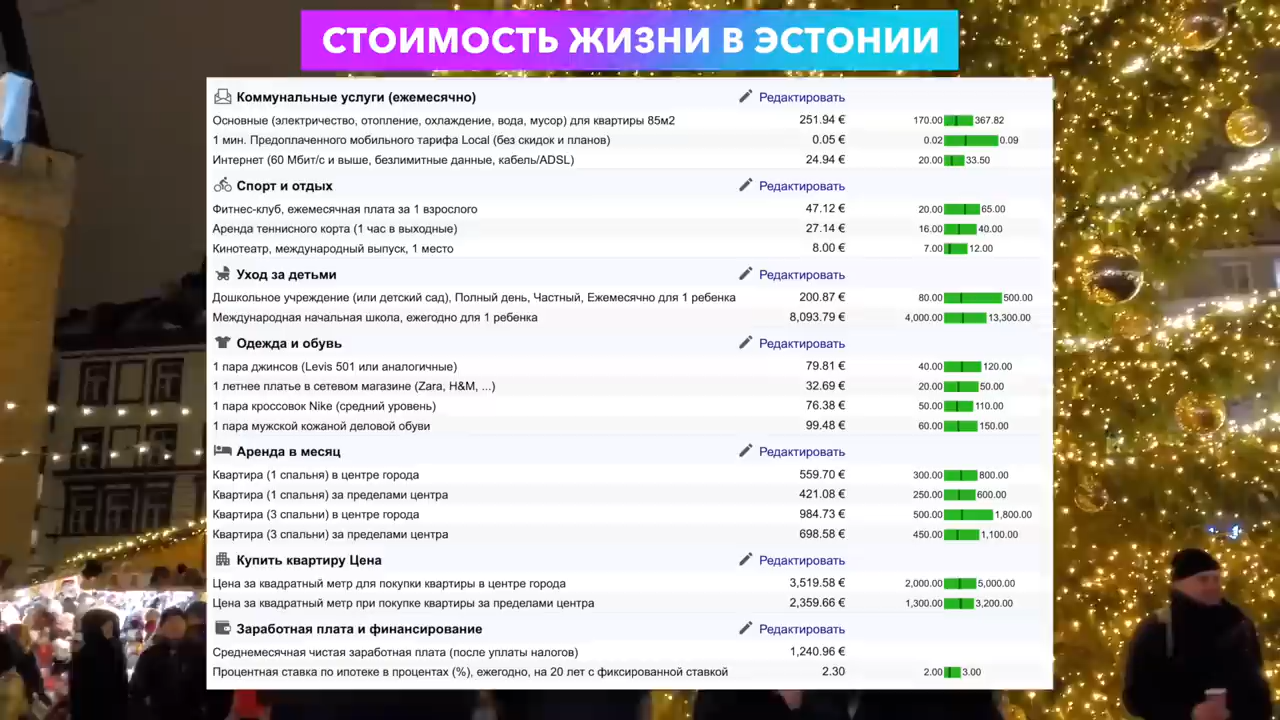 СТОИМОСТЬ ЖИЗНИ В ЭСТОНИИ
Коммунальные услуги (ежемесячно) Редактировать
Основные (электричество, отопление, охлаждение, вода, мусор) для квартиры 85м2 251.94 € 170.00 367.82
1 мин. Предоплаченного мобильного тарифа Local (без скидок и планов) 0.05 € 0.02 0.09
Интернет (60 Мбит/с и выше, безлимитные данные, кабель/ADSL) 24.94 € 20.00 33.50
Спорт и отдых Редактировать
Фитнес-клуб, ежемесячная плата за 1 взрослого 47.12 € 20.00 65.00
Аренда теннисного корта (1 час в выходные) 27.14 € 16.00 40.00
Кинотеатр, международный выпуск, 1 место 8.00 € 7.00 12.00
Уход за детьми Редактировать
Дошкольное учреждение (или детский сад), Полный день, Частный, Ежемесячно для 1 ребенка 200.87 € 80.00 500.00
Международная начальная школа, ежегодно для 1 ребенка 8,093.79 € 4,000.00 13,300.00
Одежда и обувь Редактировать
1 пара джинсов (Levis 501 или аналогичные) 79.81 € 40.00 120.00
1 летнее платье в сетевом магазине (Zara, H&M, ...) 32.69 € 20.00 50.00
1 пара кроссовок Nike (средний уровень) 76.38 € 50.00 110.00
1 пара мужской кожаной деловой обуви 99.48 € 60.00 150.00
Аренда в месяц Редактировать
Квартира (1 спальня) в центре города 559.70 € 300.00 800.00
Квартира (1 спальня) за пределами центра 421.08 € 250.00 600.00
Квартира (3 спальни) в центре города 984.73 € 500.00 1,800.00
Квартира (3 спальни) за пределами центра 698.58 € 450.00 1,100.00
Купить квартиру Цена Редактировать
Цена за квадратный метр для покупки квартиры в центре города 3,519.58 € 2,000.00 5,000.00
Цена за квадратный метр при покупке квартиры за пределами центра 2,359.66 € 1,300.00 3,200.00
Заработная плата и финансирование Редактировать
Среднемесячная чистая заработная плата (после уплаты налогов) 1,240.96 €
Процентная ставка по ипотеке в процентах (%), ежегодно, на 20 лет с фиксированной ставкой 2.30 2.00 3.00